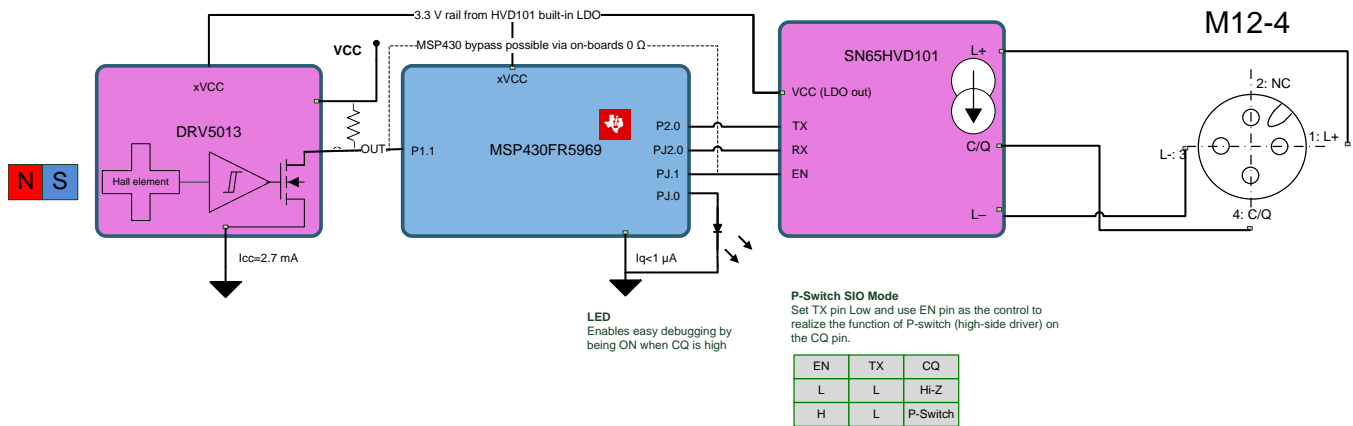 3.3 V rail from HVD101 built-in LDO
M12-4
VCC
MSP430 bypass possible via on-boards 0 Ω
xVCC
DRV5013
OUT
Hall element
N S
Icc=2.7 mA
xVCC
MSP430FR5969
P1.1
P2.0
PJ2.0
PJ.1
PJ.0
Iq<1 µA
LED
Enables easy debugging by
being ON when CQ is high
SN65HVD101
L+
VCC (LDO out)
TX
RX
EN
C/Q
L–
2: NC
1: L+
L-: 3
4: C/Q
P-Switch SIO Mode
Set TX pin Low and use EN pin as the control to
realize the function of P-switch (high-side driver) on
the CQ pin.
EN TX CQ
L L Hi-Z
H L P-Switch